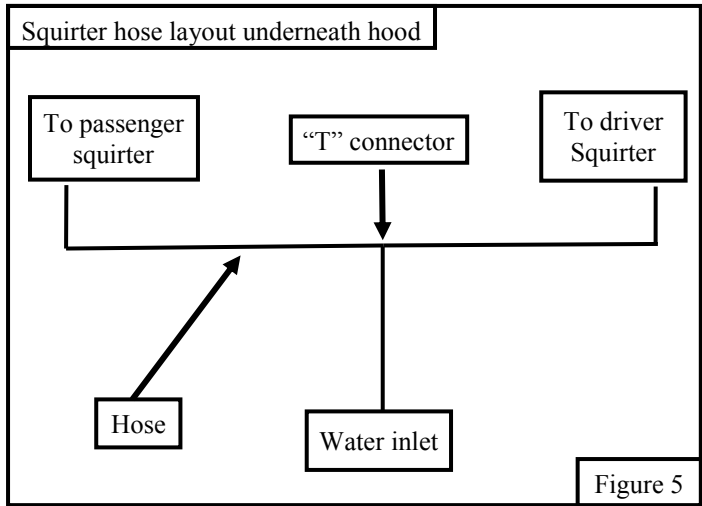 Squirter hose layout underneath hood
To passenger
squirter
“T” connector
To driver
Squirter
Hose
Water inlet
Figure 5